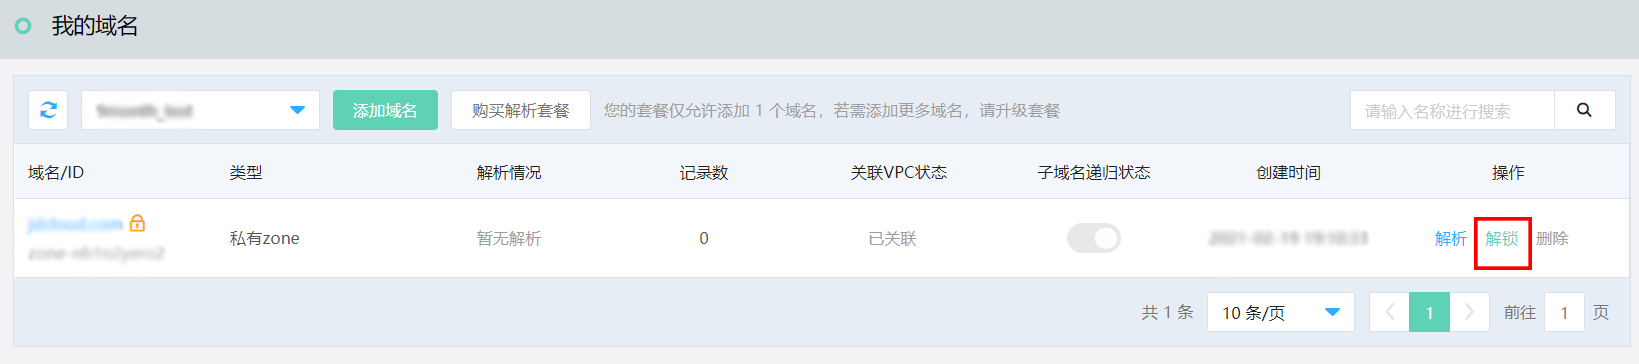 我的域名
添加域名 购买解析套餐 您的套餐仅允许添加 1 个域名，若需添加更多域名，请升级套餐 请输入名称进行搜索
域名/ID 类型 解析情况 记录数 关联VPC状态 子域名递归状态 创建时间 操作
私有zone 暂无解析 0 已关联 解析 解锁 删除
共 1 条 10 条/页 1 前往 1 页